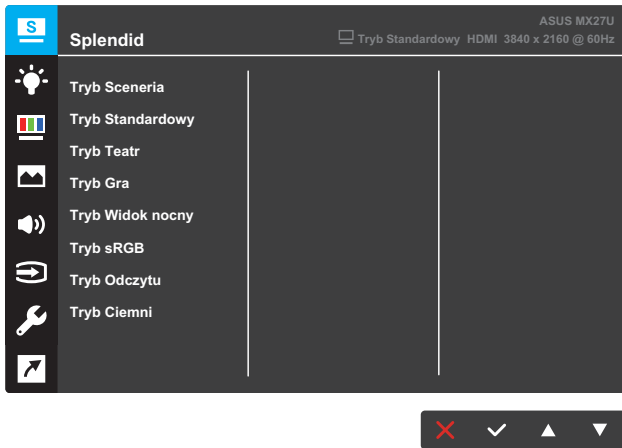 S
ASUS MX27U
Splendid
Tryb Standardowy HDMI 3840 x 2160 @ 60Hz
Tryb Sceneria
Tryb Standardowy
Tryb Teatr
Tryb Gra
Tryb Widok nocny
Tryb sRGB
Tryb Odczytu
Tryb Ciemni